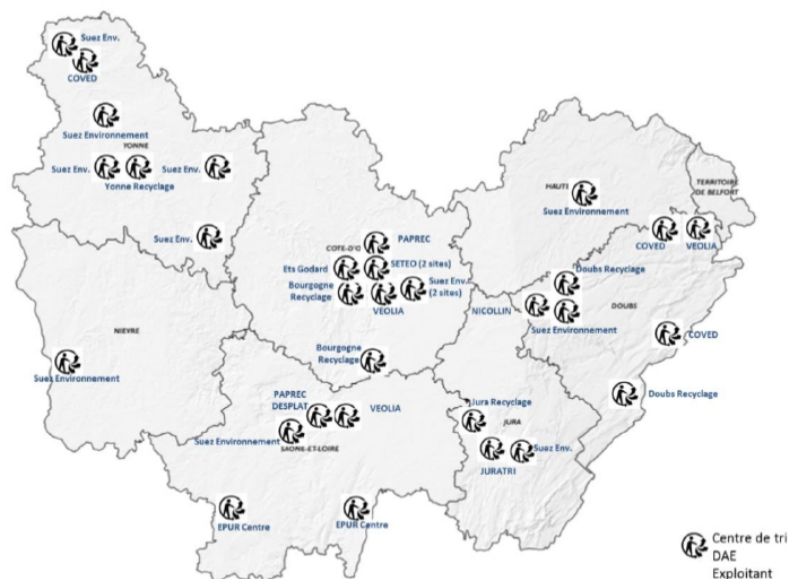 Suez Env.
COVED
Suez Environnement
YONNE
Suez Env.
Suez Env.
Yonne Recyclage
Suez Env.
HAUTE
Suez Environnement
TERRITOIRE
DE BELFORT
COVED
VEOLIA
COTE-D'O
PAPREC
Ets Godard
SETEO (2 sites)
Bourgogne
Recyclage
Suez Env.
(2 sites)
VEOLIA
Doubs Recyclage
NICOLLIN
DOUBS
Suez Environnement
COVED
NIEVRE
Suez Environnement
Bourgogne
Recyclage
Doubs Recyclage
PAPREC
DESPLAT
VEOLIA
Suez Environnement
SAONE-ET-LOIRE
Jura Recyclage
JURA
Suez Env.
JURATRI
EPUR Centre
EPUR Centre
Centre de tri
DAE
Exploitant